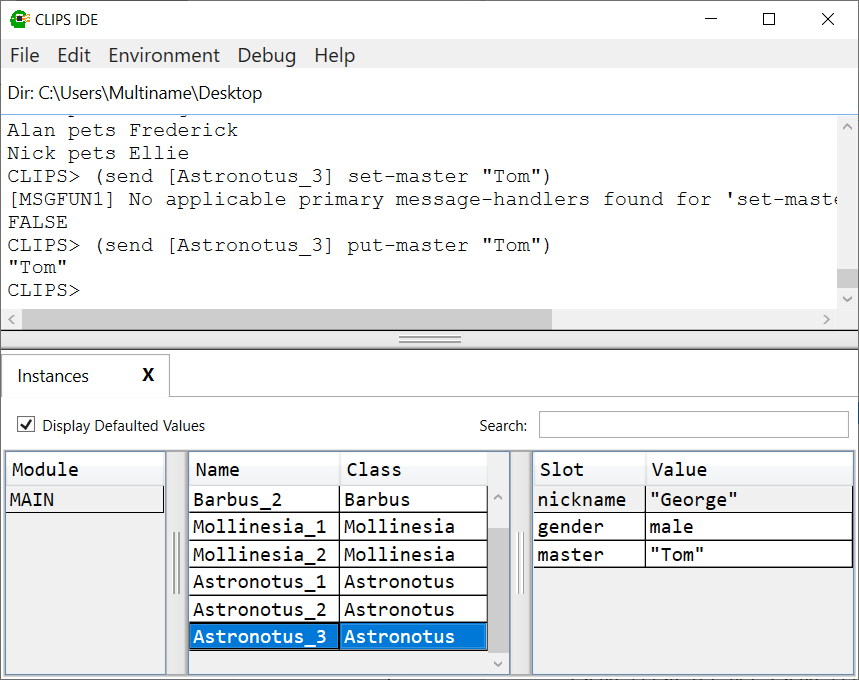 CLIPS IDE
File Edit Environment Debug Help
Dir: C:\Users\Multiname\Desktop
Alan pets Frederick
Nick pets Ellie
CLIPS> (send [Astronotus_3] set-master "Tom")
[MSGFUN1] No applicable primary message-handlers found for 'set-maste
FALSE
CLIPS> (send [Astronotus_3] put-master "Tom")
"Tom"
CLIPS>
Instances X
Display Defaulted Values Search:
Module Name Class Slot Value
MAIN Barbus_2 Barbus nickname "George"
Mollinesia_1 Mollinesia gender male
Mollinesia_2 Mollinesia master "Tom"
Astronotus_1 Astronotus
Astronotus_2 Astronotus
Astronotus_3 Astronotus